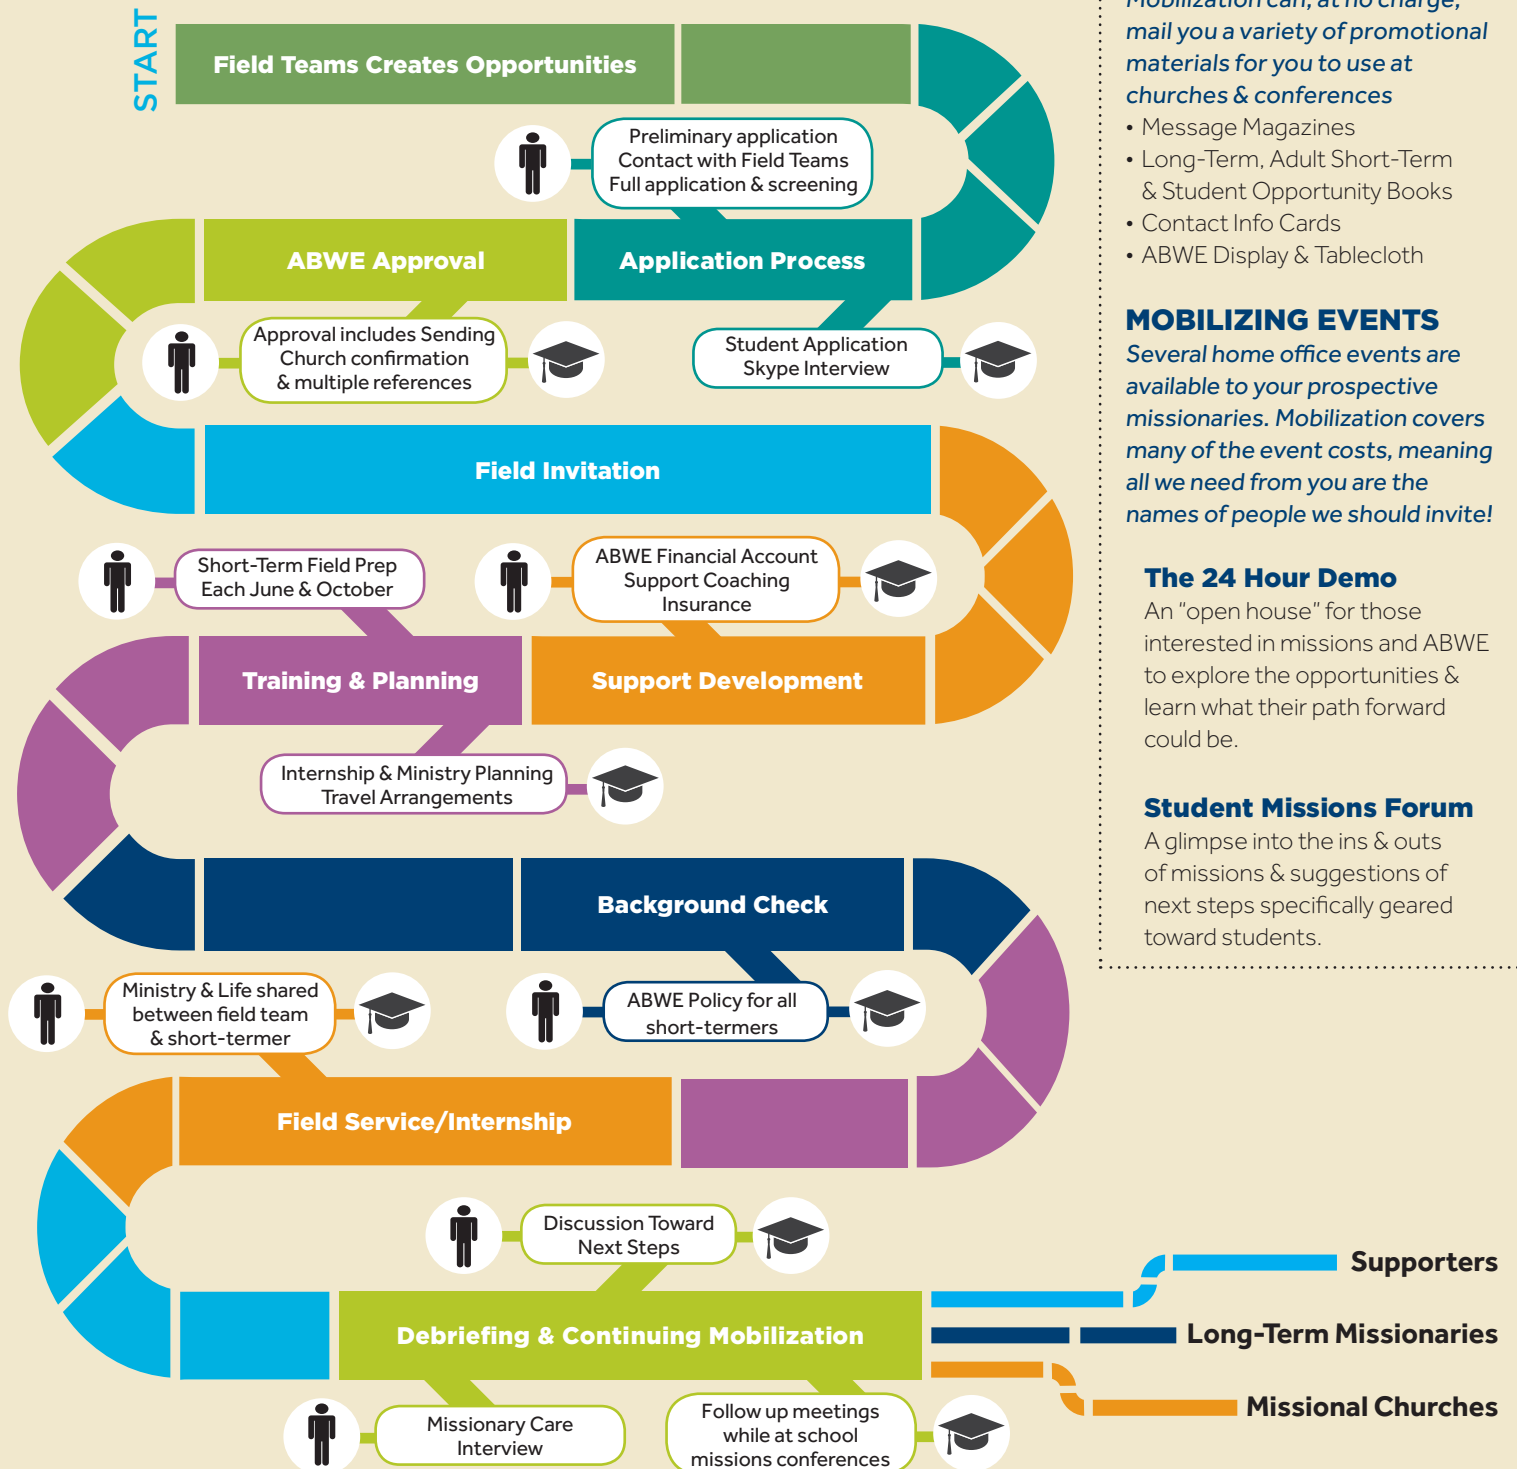 START
Field Teams Creates Opportunities
Preliminary application
Contact with Field Teams
Full application & screening
ABWE Approval
Application Process
Approval includes Sending
Church confirmation
& multiple references
Student Application
Skype Interview
Field Invitation
Short-Term Field Prep
Each June & October
ABWE Financial Account
Support Coaching
Insurance
Training & Planning
Support Development
Internship & Ministry Planning
Travel Arrangements
Background Check
Ministry & Life shared
between field team
& short-termer
ABWE Policy for all
short-termers
Field Service/Internship
Discussion Toward
Next Steps
Debriefing & Continuing Mobilization
Missionary Care
Interview
Follow up meetings
while at school
missions conferences
Supporters
Long-Term Missionaries
Missional Churches
Mobilization can, at no charge,
mail you a variety of promotional
materials for you to use at
churches & conferences
• Message Magazines
• Long-Term, Adult Short-Term
& Student Opportunity Books
• Contact Info Cards
• ABWE Display & Tablecloth
MOBILIZING EVENTS
Several home office events are
available to your prospective
missionaries. Mobilization covers
many of the event costs, meaning
all we need from you are the
names of people we should invite!
The 24 Hour Demo
An "open house" for those
interested in missions and ABWE
to explore the opportunities &
learn what their path forward
could be.
Student Missions Forum
A glimpse into the ins & outs
of missions & suggestions of
next steps specifically geared
toward students.